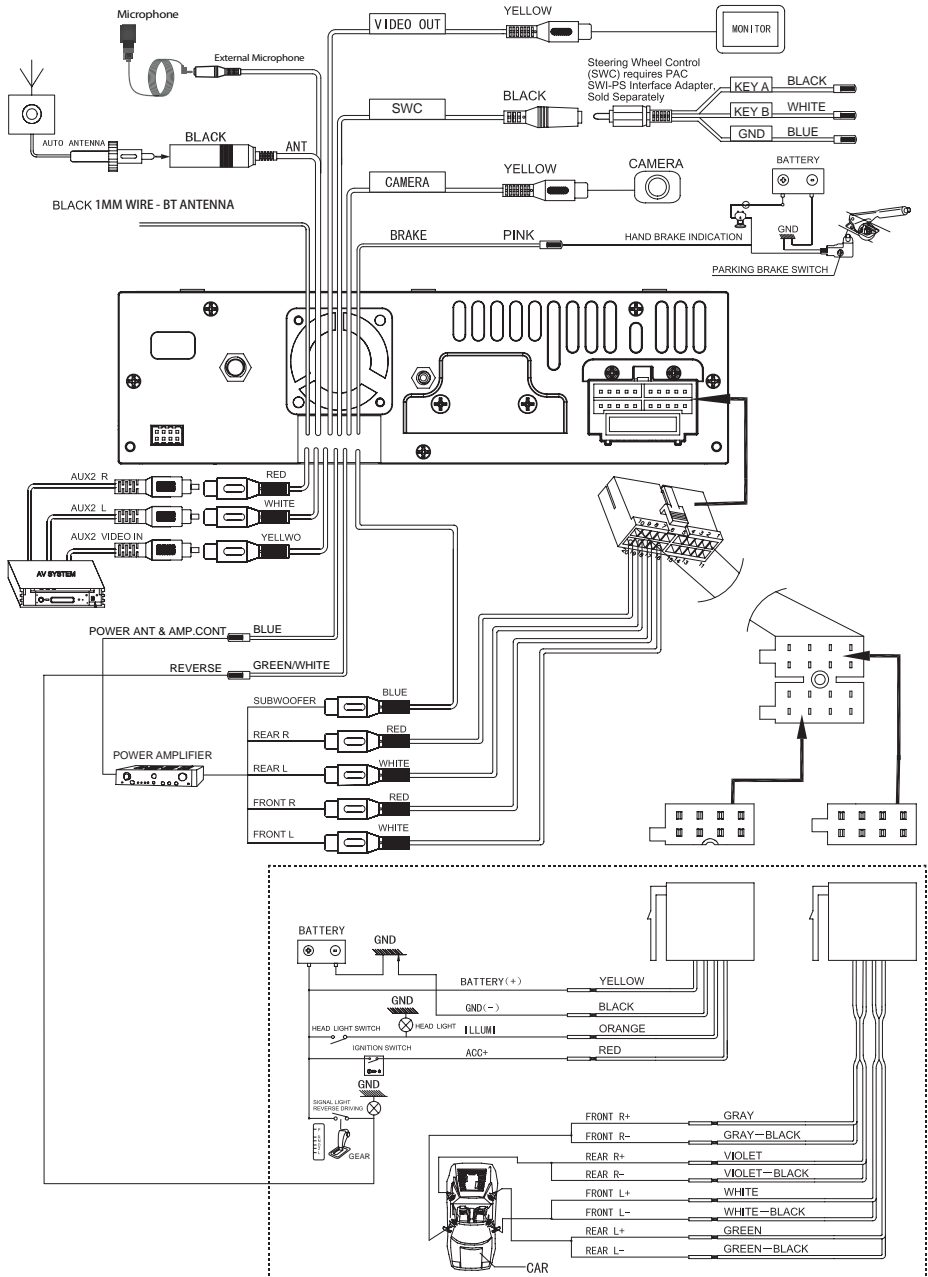 Microphone
VIDEO OUT
YELLOW
MONITOR
External Microphone
Steering Wheel Control
(SWC) requires PAC
SWI-PS Interface Adapter,
Sold Separately
SWC
BLACK
KEY A
BLACK
KEY B
WHITE
GND
BLUE
AUTO ANTENNA
BLACK
ANT
CAMERA
YELLOW
CAMERA
BATTERY
BLACK 1MM WIRE - BT ANTENNA
BRAKE
PINK
HAND BRAKE INDICATION
GND
PARKING BRAKE SWITCH
AUX2 R
RED
AUX2 L
WHITE
AUX2 VIDEO IN
YELLWO
AV SYSTEM
POWER ANT & AMP.CONT
BLUE
REVERSE
GREEN/WHITE
SUBWOOFER
BLUE
REAR R
RED
POWER AMPLIFIER
REAR L
WHITE
FRONT R
RED
FRONT L
WHITE
BATTERY
GND
BATTERY(+)
YELLOW
GND(-)
BLACK
GND
HEAD LIGHT SWITCH
HEAD LIGHT
ILLUMI
ORANGE
IGNITION SWITCH
ACC+
RED
GND
SIGNAL LIGHT
REVERSE DRIVING
GEAR
FRONT R+
GRAY
FRONT R-
GRAY-BLACK
REAR R+
VIOLET
REAR R-
VIOLET-BLACK
FRONT L+
WHITE
FRONT L-
WHITE-BLACK
REAR L+
GREEN
REAR L-
GREEN-BLACK
CAR